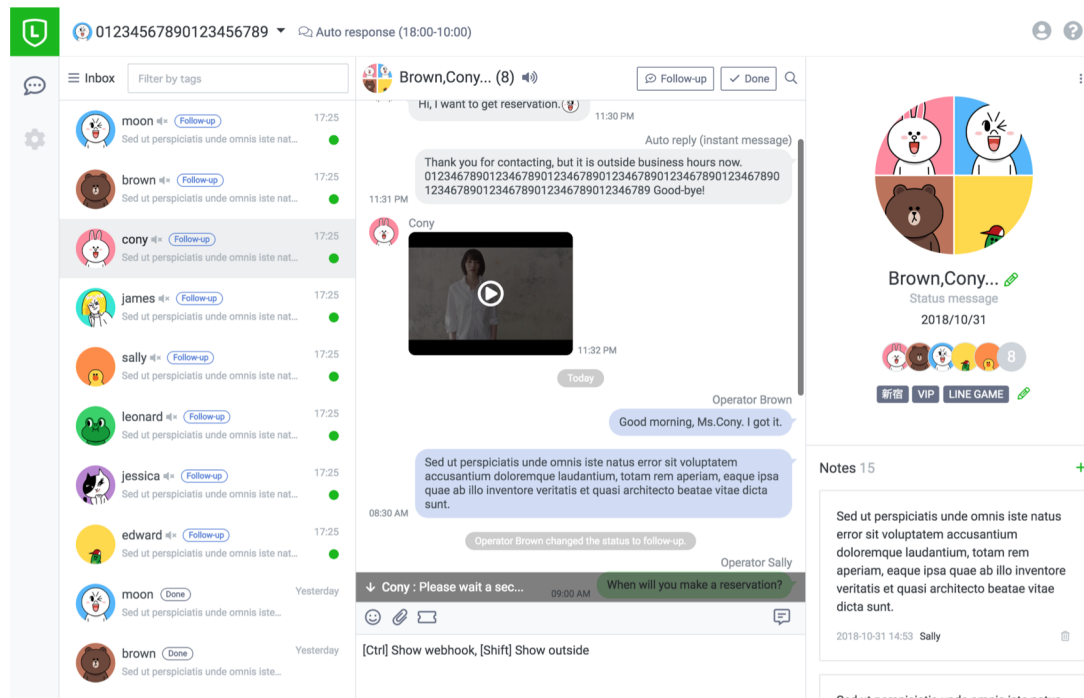 L
01234567890123456789
Auto response (18:00-10:00)
Inbox
Filter by tags
moon
Follow-up
17:25
Sed ut perspiciatis unde omnis iste nat...
brown
Follow-up
17:25
Sed ut perspiciatis unde omnis iste nat...
cony
Follow-up
17:25
Sed ut perspiciatis unde omnis iste nat...
james
Follow-up
17:25
Sed ut perspiciatis unde omnis iste nat...
sally
Follow-up
17:25
Sed ut perspiciatis unde omnis iste nat...
leonard
Follow-up
17:25
Sed ut perspiciatis unde omnis iste nat...
jessica
Follow-up
17:25
Sed ut perspiciatis unde omnis iste nat...
edward
Follow-up
17:25
Sed ut perspiciatis unde omnis iste nat...
moon
Done
Yesterday
Sed ut perspiciatis unde omnis iste...
brown
Done
Yesterday
Sed ut perspiciatis unde omnis iste...
Brown,Cony... (8)
Follow-up
Done
Hi, I want to get reservation.
11:30 PM
Auto reply (instant message)
Thank you for contacting, but it is outside business hours now.
012346789012346789012346789012346789012346789012346789 0
12346789012346789012346789012346789 Good-bye!
11:31 PM
Cony
11:32 PM
Today
Operator Brown
Good morning, Ms.Cony. I got it.
Sed ut perspiciatis unde omnis iste natus error sit voluptatem
accusantium doloremque laudantium, totam rem aperiam, eaque ipsa
quae ab illo inventore veritatis et quasi architecto beatae vitae dicta
sunt.
08:30 AM
Operator Brown changed the status to follow-up.
Operator Sally
When will you make a reservation?
09:00 AM
Cony : Please wait a sec...
[Ctrl] Show webhook, [Shift] Show outside
Brown,Cony...
Status message
2018/10/31
8
新宿
VIP
LINE GAME
Notes 15
Sed ut perspiciatis unde omnis iste natus
error sit voluptatem accusantium
doloremque laudantium, totam rem
aperiam, eaque ipsa quae ab illo inventore
veritatis et quasi architecto beatae vitae
dicta sunt.
2018-10-31 14:53 Sally